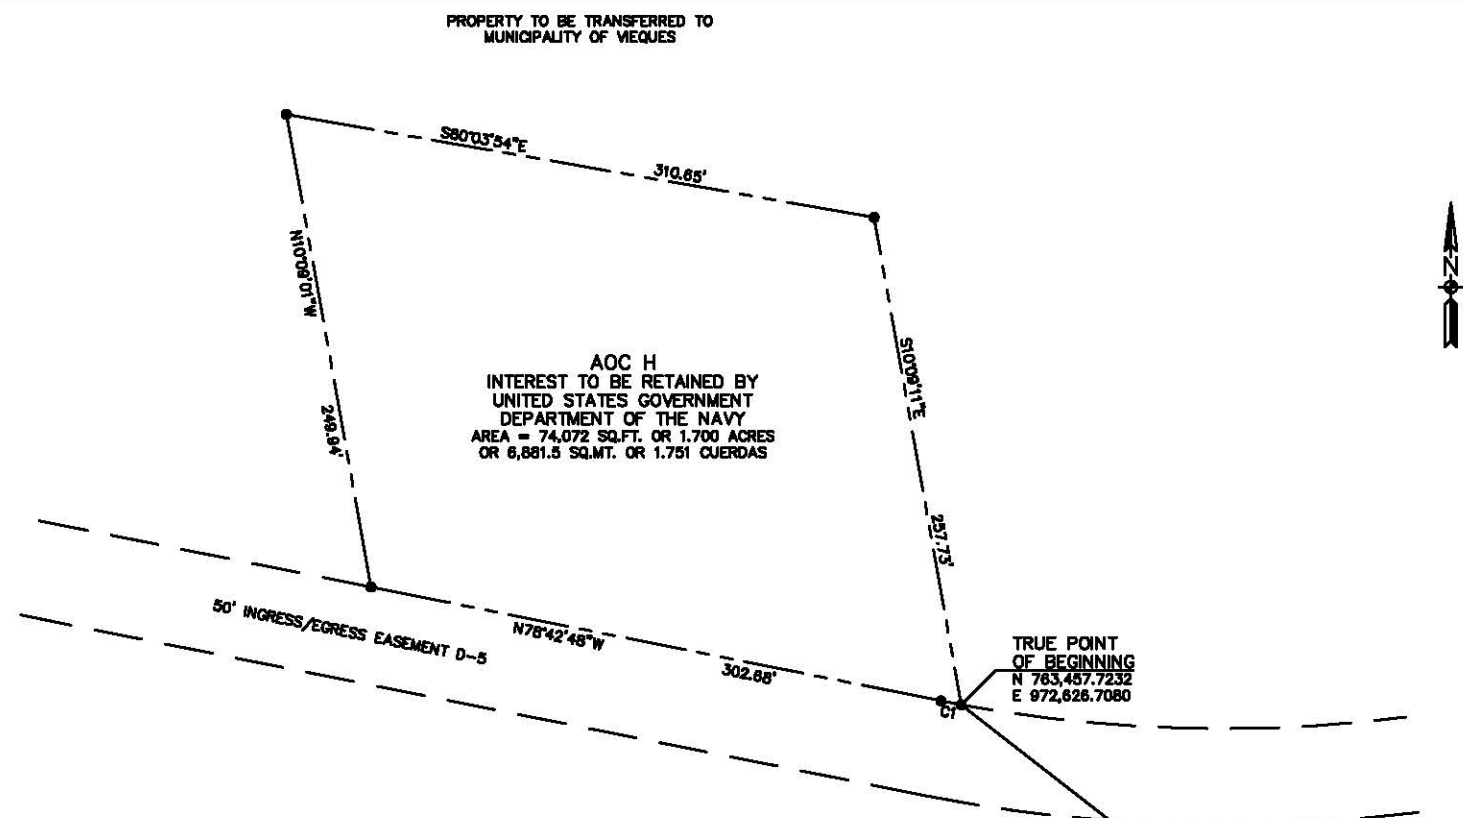 PROPERTY TO BE TRANSFERRED TO
MUNICIPALITY OF VIEQUES
S80°03'54"E
310.65'
N10°09'01"W
249.94'
S10°09'11"E
257.73'
AOC H
INTEREST TO BE RETAINED BY
UNITED STATES GOVERNMENT
DEPARTMENT OF THE NAVY
AREA = 74,072 SQ.FT. OR 1.700 ACRES
OR 6,881.5 SQ.MT. OR 1.751 CUERDAS
N
50' INGRESS/EGRESS EASEMENT D-5
N78°42'48"W
302.68'
C1
TRUE POINT
OF BEGINNING
N 763,457.7232
E 972,626.7080